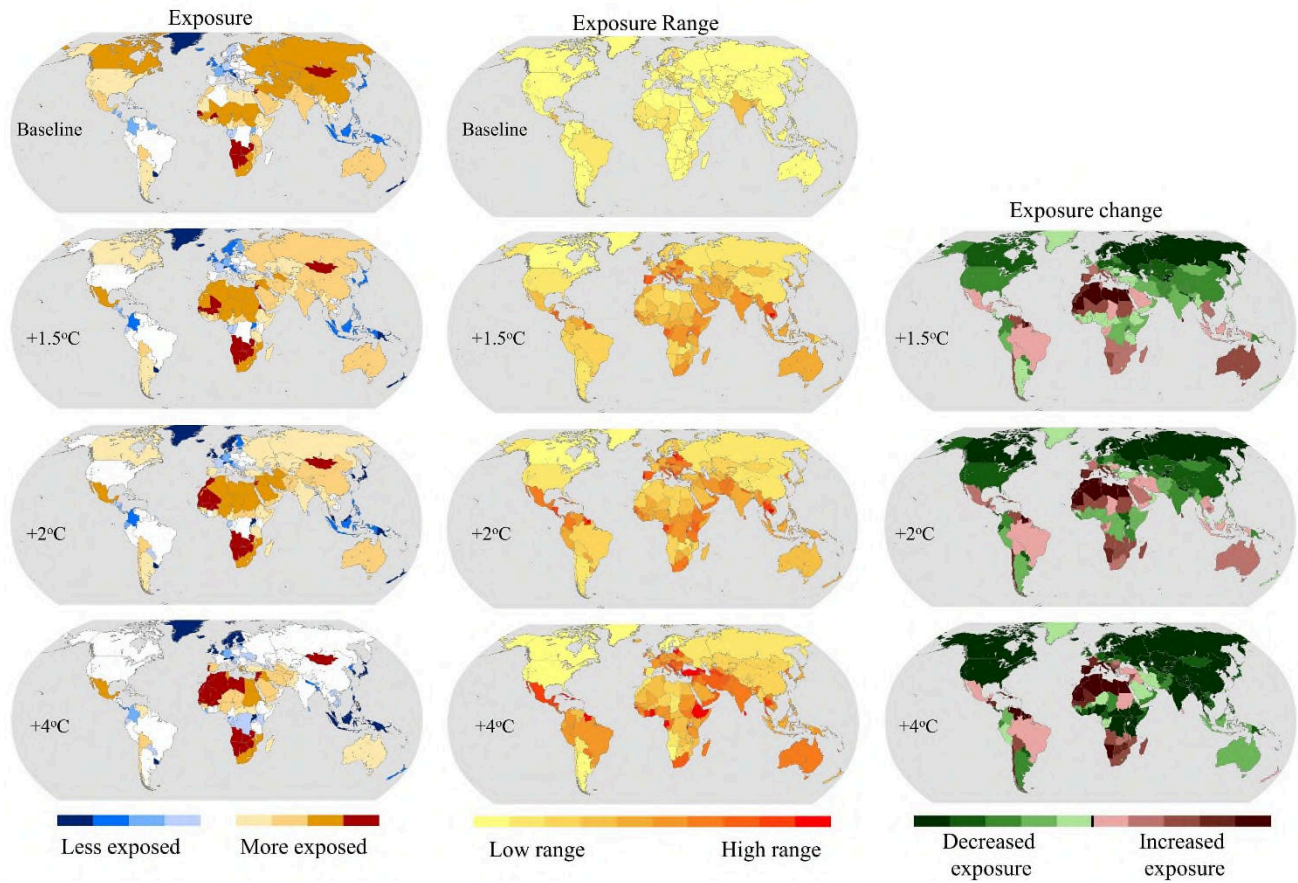 Exposure
Exposure Range
Baseline
Baseline
Exposure change
+1.5°C
+1.5°C
+1.5°C
+2°C
+2°C
+2°C
+4°C
+4°C
+4°C
Less exposed
More exposed
Low range
High range
Decreased
exposure
Increased
exposure